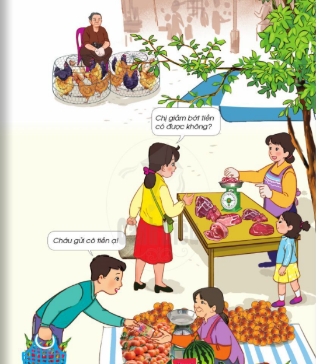 Chị giảm bớt tiền
có được không?
Cháu gửi cô tiền ạ!